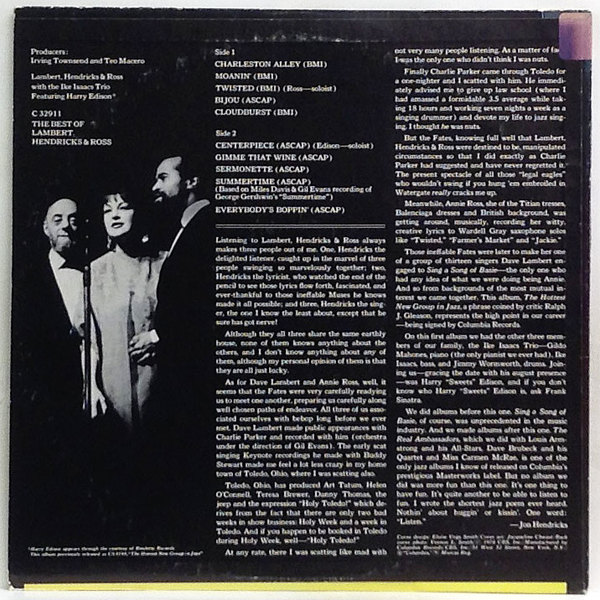 Producers:
Irving Townsend and Teo Macero
Lambert, Hendricks & Ross
with the Ike Isaacs Trio
Featuring Harry Edison*
C 32911
THE BEST OF
LAMBERT,
HENDRICKS & ROSS
Side 1
CHARLESTON ALLEY (BMI)
MOANIN' (BMI)
TWISTED (BMI) (Ross—soloist)
BIJOU (ASCAP)
CLOUDBURST (BMI)
Side 2
CENTERPIECE (ASCAP) (Edison—soloist)
GIMME THAT WINE (ASCAP)
SERMONETTE (ASCAP)
SUMMERTIME (ASCAP)
(Based on Miles Davis & Gil Evans recording of
George Gershwin's "Summertime")
EVERYBODY'S BOPPIN' (ASCAP)
Listening to Lambert, Hendricks & Ross always
makes three people out of me. One, Hendricks the
delighted listener, caught up in the marvel of three
people swinging so marvelously together; two,
Hendricks the lyricist, who watched the end of the
pencil to see those lyrics flow forth, fascinated, and
ever-thankful to those ineffable Muses he knows
made it all possible; and three, Hendricks the sing-
er, the one I know the least about, except that be
sure has got nerve!
Although they all three share the same earthly
house, none of them knows anything about the
others, and I don't know anything about any of
them, although my personal opinion of them is that
they are all just lucky.
As for Dave Lambert and Annie Ross, well, it
seems that the Fates were very carefully readying
us to meet one another, preparing us carefully along
well chosen paths of endeavor. All three of us as-
sociated ourselves with bebop long before we ever
met. Dave Lambert made public appearances with
Charlie Parker and recorded with him (orchestra
under the direction of Gil Evans). The early scat
singing Keynote recordings he made with Buddy
Stewart made me feel a lot less crazy in my home
town of Toledo, Ohio, where I was scatting also.
Toledo, Ohio, has produced Art Tatum, Helen
O'Connell, Teresa Brewer, Danny Thomas, the
jeep and the expression "Holy Toledo!" which de-
rives from the fact that there are only two bad
weeks in show business: Holy Week and a week in
Toledo. And if you happen to be booked in Toledo
during Holy Week, well—"Holy Toledo!"
At any rate, there I was scatting like mad with
not very many people listening. As a matter of fact
I was the only one who didn't think I was nuts.
Finally Charlie Parker came through Toledo for
a one-nighter and I scatted with him. He immedi-
ately advised me to give up law school (where I
had amassed a formidable 3.5 average while tak-
ing 18 hours and working seven nights a week as a
singing drummer) and devote my life to jazz sing-
ing. I thought he was nuts.
But the Fates, knowing full well that Lambert,
Hendricks & Ross were destined to be, manipulated
circumstances so that I did exactly as Charlie
Parker had suggested and have never regretted it.
The present spectacle of all those "legal eagles"
who wouldn't swing if you hung 'em embroiled in
Watergate really cracks me up.
Meanwhile, Annie Ross, she of the Titian tresses,
Balenciaga dresses and British background, was
getting around, musically, recording her witty,
creative lyrics to Wardell Gray saxophone solos
like "Twisted," "Farmer's Market" and "Jackie."
Those ineffable Fates were later to make her one
of a group of thirteen singers Dave Lambert en-
gaged to Sing a Song of Basie—the only one who
had any idea of what we were doing being Annie.
And so from backgrounds of the most mutual in-
terest we came together. This album, The Hottest
New Group in Jazz, a phrase coined by critic Ralph
J. Gleason, represents the high point in our career
—being signed by Columbia Records.
On this first album we had the other three mem-
bers of our family, the Ike Isaacs Trio—Gildo
Mahones, piano (the only pianist we ever had), Ike
Isaacs, bass, and Jimmy Wornworth, drums. Join-
ing us—gracing the date with his august presence
—was Harry "Sweets" Edison, and if you don't
know who Harry "Sweets" Edison is, ask Frank
Sinatra.
We did albums before this one. Sing a Song of
Basie, of course, was unprecedented in the music
industry. And we made albums after this one. The
Real Ambassadors, which we did with Louis Arm-
strong and his All-Stars, Dave Brubeck and his
Quartet and Miss Carmen McRae, is one of the
only jazz albums I know of released on Columbia's
prestigious Masterworks label. But no album we
did was more fun than this one. It's one thing to
have fun. It's quite another to be able to listen to
fun. I wrote the shortest jazz poem ever heard.
Nothin' about huggin' or kissin'. One word:
"Listen."
—Jon Hendricks
*Harry Edison appears through the courtesy of Roulette Records
This album previously released as CS 8198, "The Hottest New Group in Jazz"